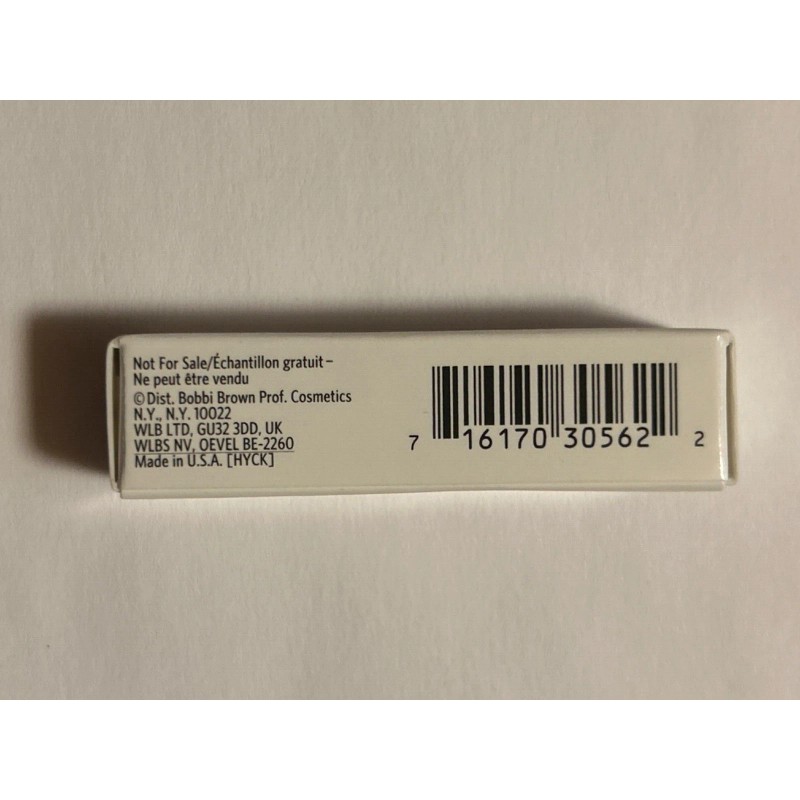 Not For Sale/Échantillon gratuit–
Ne peut être vendu
©Dist. Bobbi Brown Prof. Cosmetics
N.Y., N.Y. 10022
WLB LTD, GU32 3DD, UK
WLBS NV, OEVEL BE-2260
Made in U.S.A. [HYCK]
7 16170 30562 2